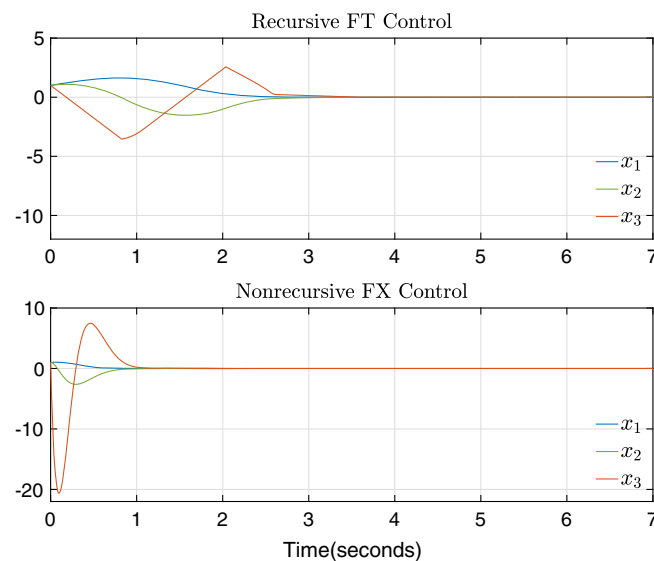 Recursive FT Control
5
0
-5
-10
x₁
x₂
x₃
0 1 2 3 4 5 6 7
Nonrecursive FX Control
10
0
-10
-20
x₁
x₂
x₃
0 1 2 3 4 5 6 7
Time(seconds)